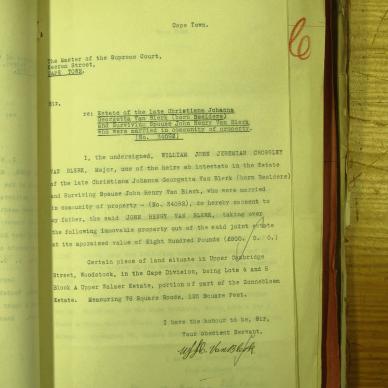 Cape Town.
6
The Master of the Supreme Court,
Street,
CAPE TOWN.
Sir,
re: Estate of the late Christiana Johanna
Georgetta Van Blerk (born Besiders)
and Surviving Spouse John Henry Van Blerk
who were married in community of property.
(No. 34092)
I, the undersigned, WILLIAM JOHN JEREMIAH
VAN BLERK, Major, one of the heirs ab intestato in the Estate
of the late Christiana Johanna Georgetta Van Blerk (born Besiders)
and Surviving Spouse John Henry Van Blerk, who were married
in community of property - (No. 34092), do hereby consent to
my father, the said JOHN HENRY VAN BLERK, taking over
the following immovable property out of the said joint estate
at its appraised value of Eight Hundred Pounds (£800. 0. 0.)
Certain piece of land situate in Upper Cambridge
Street, Woodstock, in the Cape Division, being Lots 4 and 5
Block A Upper Walmer Estate, portion of part of the Zonnebloem
Estate. Measuring 76 Square Roods, 120 Square Feet.
I have the honour to be, Sir,
Your obedient Servant,